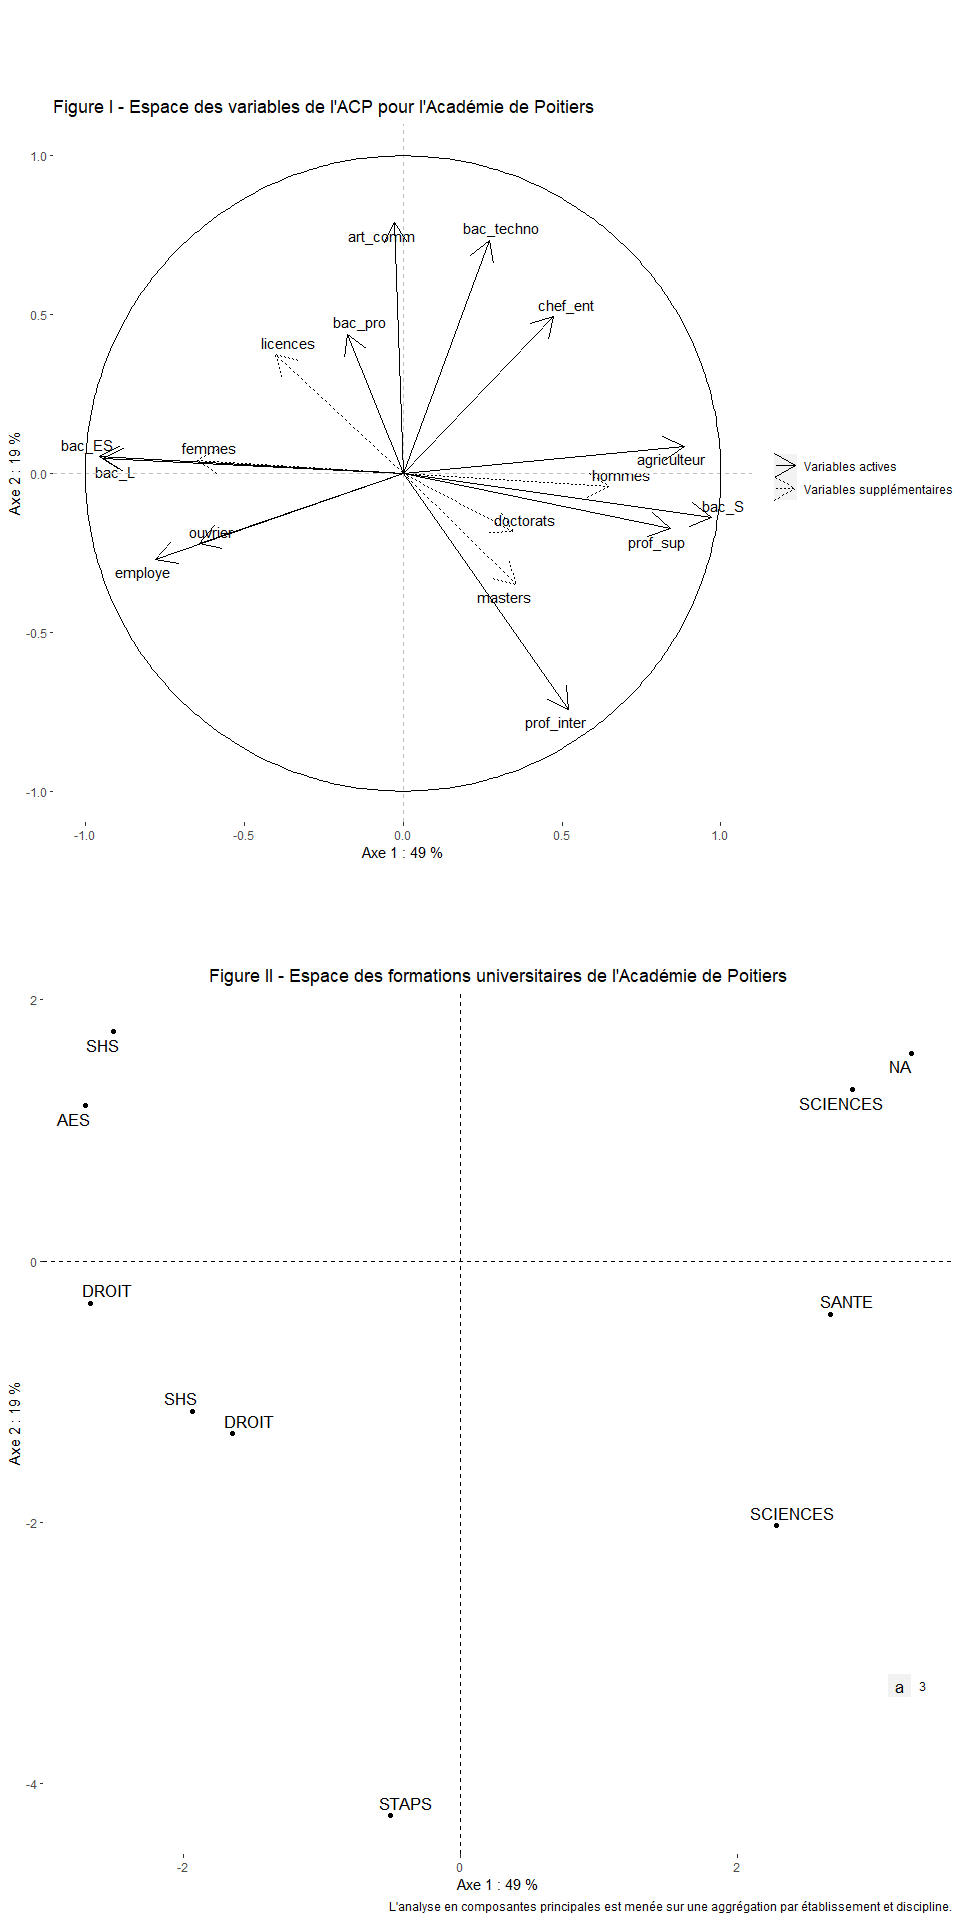 Figure I - Espace des variables de l'ACP pour l'Académie de Poitiers
1.0
art_comm
bac_techno
chef_ent
0.5
bac_pro
licences
bac_ES
femmes
agriculteur
Variables actives
Axe 2 : 19 %
0.0
bac_L
hommes
Variables supplémentaires
bac_S
doctorats
ouvrier
prof_sup
employe
masters
-0.5
prof_inter
-1.0
-1.0
-0.5
0.0
0.5
1.0
Axe 1 : 49 %
Figure II - Espace des formations universitaires de l'Académie de Poitiers
2
SHS
NA
SCIENCES
AES
0
DROIT
SANTE
SHS
DROIT
Axe 2 : 19 %
SCIENCES
-2
a 3
-4
STAPS
-2
0
2
Axe 1 : 49 %
L'analyse en composantes principales est menée sur une aggrégation par établissement et discipline.